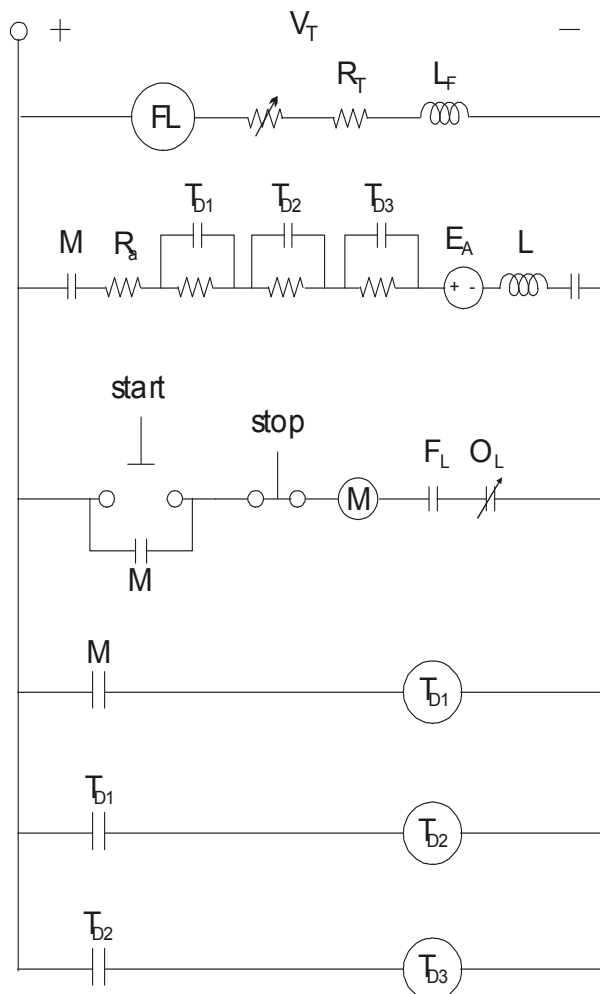 + V_T −
FL R_T L_F
T_D1 T_D2 T_D3
M R_a E_A L
+ -
start
stop
F_L O_L
M
M
M
T_D1
T_D1
T_D2
T_D2
T_D3